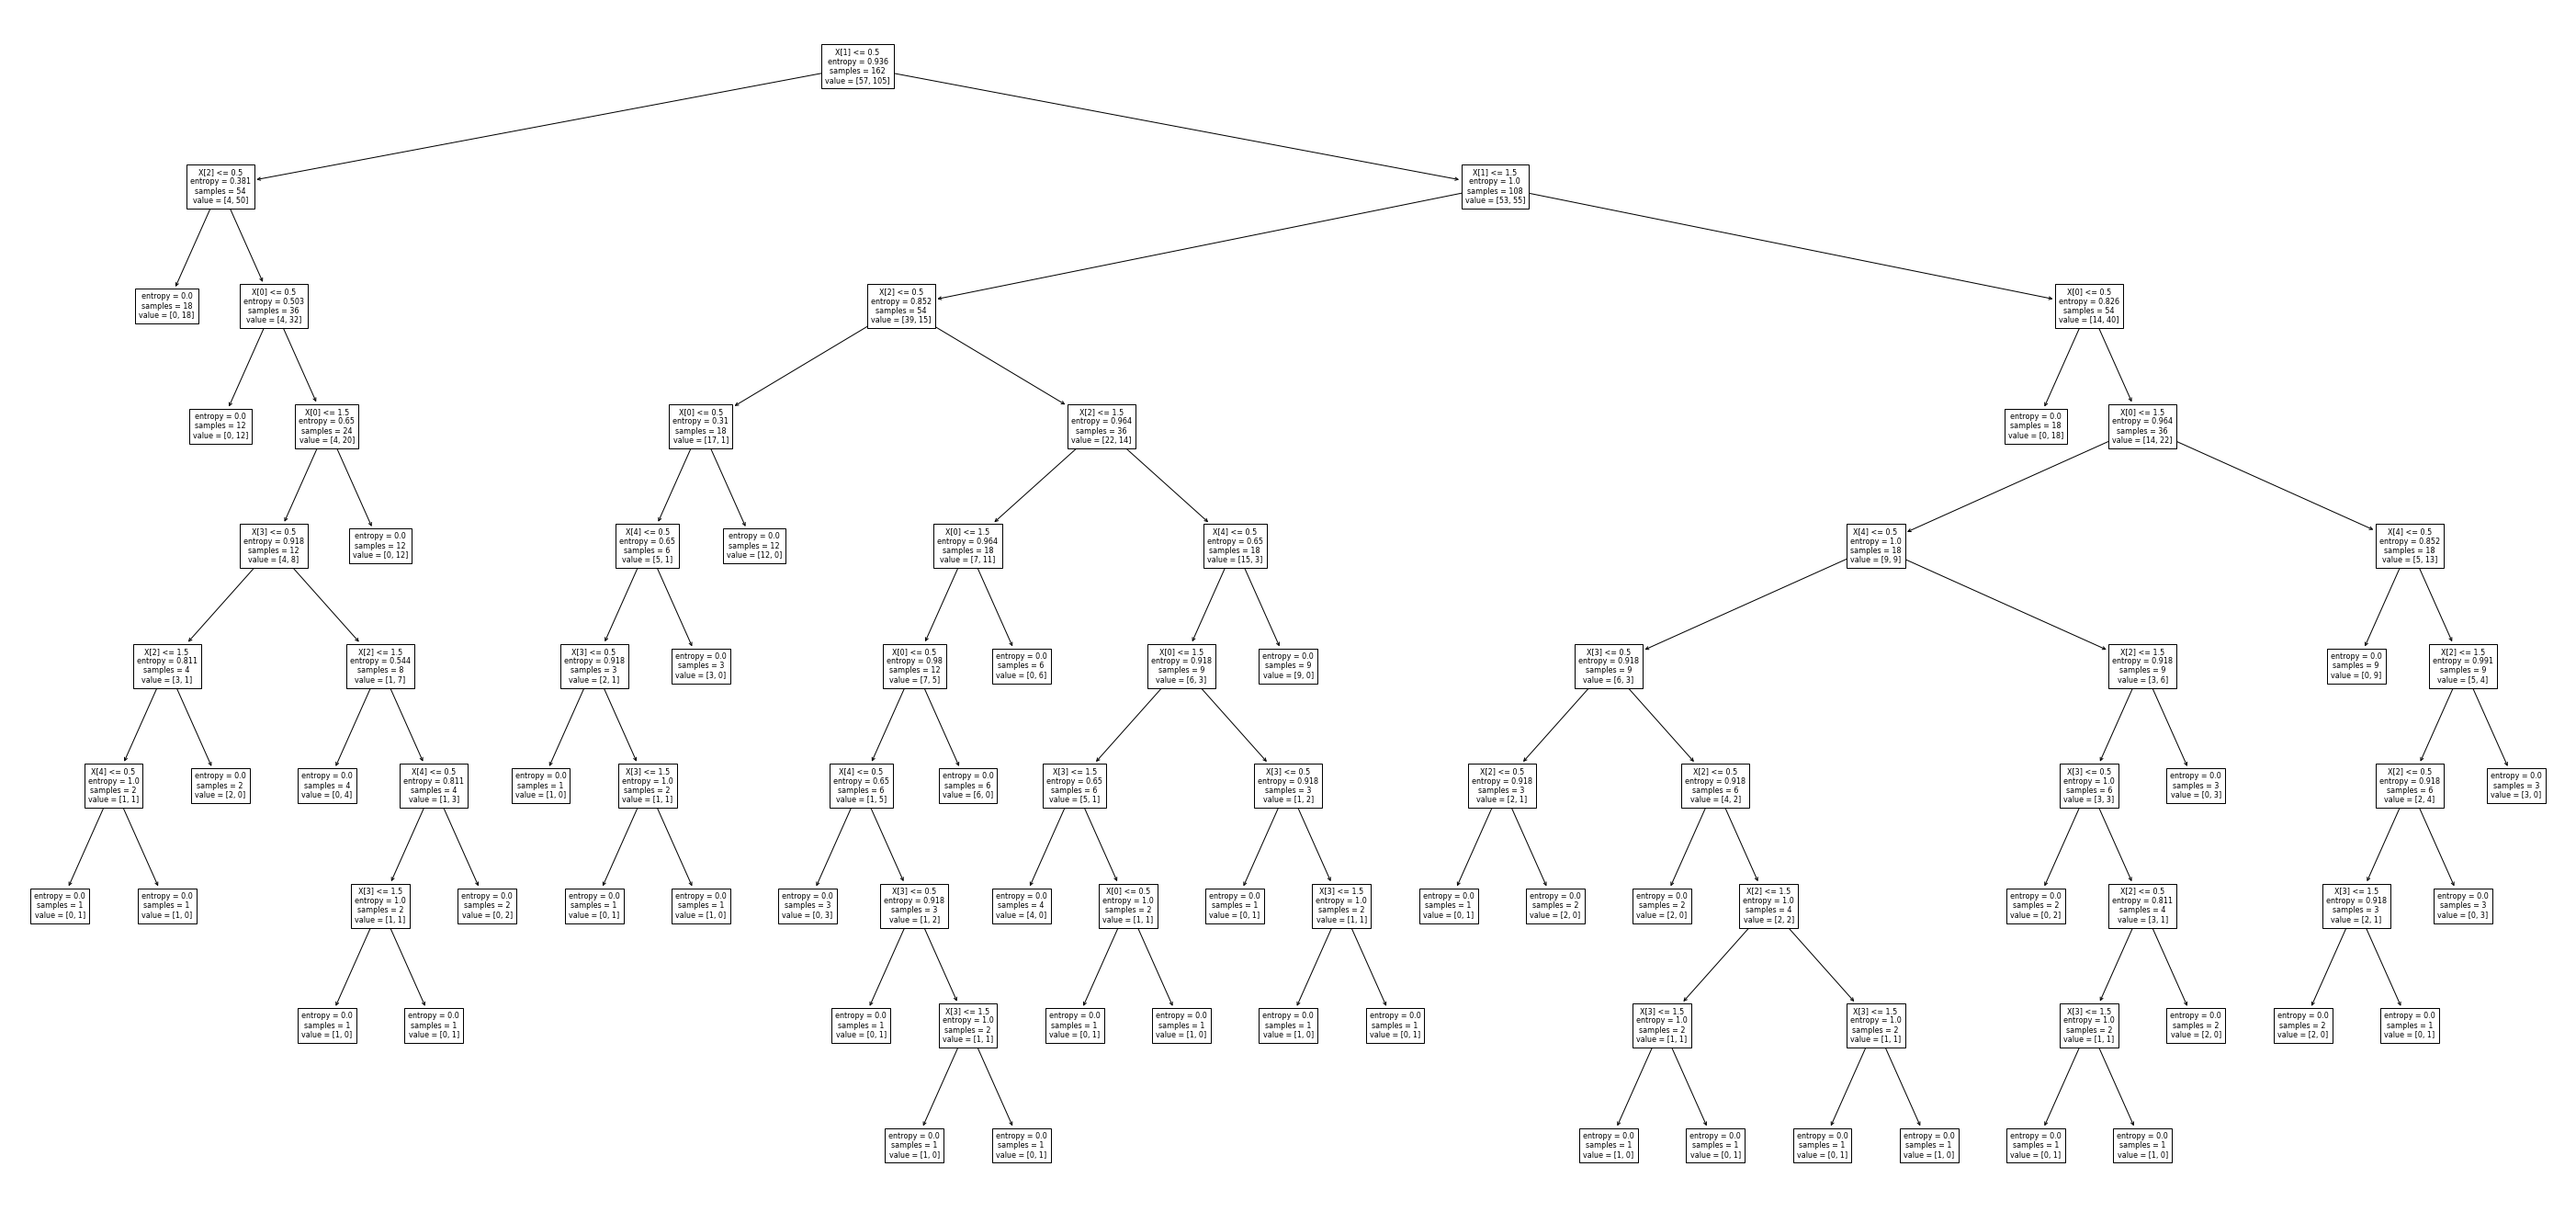 X[1] <= 0.5
entropy = 0.936
samples = 162
value = [57, 105]
X[2] <= 0.5
entropy = 0.381
samples = 54
value = [4, 50]
X[1] <= 1.5
entropy = 1.0
samples = 108
value = [53, 55]
entropy = 0.0
samples = 18
value = [0, 18]
X[0] <= 0.5
entropy = 0.503
samples = 36
value = [4, 32]
X[2] <= 0.5
entropy = 0.852
samples = 54
value = [39, 15]
X[0] <= 0.5
entropy = 0.826
samples = 54
value = [14, 40]
entropy = 0.0
samples = 12
value = [0, 12]
X[0] <= 1.5
entropy = 0.65
samples = 24
value = [4, 20]
X[0] <= 0.5
entropy = 0.31
samples = 18
value = [17, 1]
X[2] <= 1.5
entropy = 0.964
samples = 36
value = [22, 14]
entropy = 0.0
samples = 18
value = [0, 18]
X[0] <= 1.5
entropy = 0.964
samples = 36
value = [14, 22]
X[3] <= 0.5
entropy = 0.918
samples = 12
value = [4, 8]
entropy = 0.0
samples = 12
value = [0, 12]
X[4] <= 0.5
entropy = 0.65
samples = 6
value = [5, 1]
entropy = 0.0
samples = 12
value = [12, 0]
X[0] <= 1.5
entropy = 0.964
samples = 18
value = [7, 11]
X[4] <= 0.5
entropy = 0.65
samples = 18
value = [15, 3]
X[4] <= 0.5
entropy = 1.0
samples = 18
value = [9, 9]
X[4] <= 0.5
entropy = 0.852
samples = 18
value = [5, 13]
X[2] <= 1.5
entropy = 0.811
samples = 4
value = [3, 1]
X[2] <= 1.5
entropy = 0.544
samples = 8
value = [1, 7]
X[3] <= 0.5
entropy = 0.918
samples = 3
value = [2, 1]
entropy = 0.0
samples = 3
value = [3, 0]
X[0] <= 0.5
entropy = 0.98
samples = 12
value = [7, 5]
entropy = 0.0
samples = 6
value = [0, 6]
X[0] <= 1.5
entropy = 0.918
samples = 9
value = [6, 3]
entropy = 0.0
samples = 9
value = [9, 0]
X[3] <= 0.5
entropy = 0.918
samples = 9
value = [6, 3]
X[2] <= 1.5
entropy = 0.918
samples = 9
value = [3, 6]
entropy = 0.0
samples = 9
value = [0, 9]
X[2] <= 1.5
entropy = 0.991
samples = 9
value = [5, 4]
X[4] <= 0.5
entropy = 1.0
samples = 2
value = [1, 1]
entropy = 0.0
samples = 2
value = [2, 0]
entropy = 0.0
samples = 4
value = [0, 4]
X[4] <= 0.5
entropy = 0.811
samples = 4
value = [1, 3]
entropy = 0.0
samples = 1
value = [1, 0]
X[3] <= 1.5
entropy = 1.0
samples = 2
value = [1, 1]
X[4] <= 0.5
entropy = 0.65
samples = 6
value = [1, 5]
entropy = 0.0
samples = 6
value = [6, 0]
X[3] <= 1.5
entropy = 0.65
samples = 6
value = [5, 1]
X[3] <= 0.5
entropy = 0.918
samples = 3
value = [1, 2]
X[2] <= 0.5
entropy = 0.918
samples = 3
value = [2, 1]
X[2] <= 0.5
entropy = 0.918
samples = 6
value = [4, 2]
X[3] <= 0.5
entropy = 1.0
samples = 6
value = [3, 3]
entropy = 0.0
samples = 3
value = [0, 3]
X[2] <= 0.5
entropy = 0.918
samples = 6
value = [2, 4]
entropy = 0.0
samples = 3
value = [3, 0]
entropy = 0.0
samples = 1
value = [0, 1]
entropy = 0.0
samples = 1
value = [1, 0]
X[3] <= 1.5
entropy = 1.0
samples = 2
value = [1, 1]
entropy = 0.0
samples = 2
value = [0, 2]
entropy = 0.0
samples = 1
value = [0, 1]
entropy = 0.0
samples = 1
value = [1, 0]
entropy = 0.0
samples = 3
value = [0, 3]
X[3] <= 0.5
entropy = 0.918
samples = 3
value = [1, 2]
entropy = 0.0
samples = 4
value = [4, 0]
X[0] <= 0.5
entropy = 1.0
samples = 2
value = [1, 1]
entropy = 0.0
samples = 1
value = [0, 1]
X[3] <= 1.5
entropy = 1.0
samples = 2
value = [1, 1]
entropy = 0.0
samples = 1
value = [0, 1]
entropy = 0.0
samples = 2
value = [2, 0]
entropy = 0.0
samples = 2
value = [2, 0]
X[2] <= 1.5
entropy = 1.0
samples = 4
value = [2, 2]
entropy = 0.0
samples = 2
value = [0, 2]
X[2] <= 0.5
entropy = 0.811
samples = 4
value = [3, 1]
X[3] <= 1.5
entropy = 0.918
samples = 3
value = [2, 1]
entropy = 0.0
samples = 3
value = [0, 3]
entropy = 0.0
samples = 1
value = [1, 0]
entropy = 0.0
samples = 1
value = [0, 1]
entropy = 0.0
samples = 1
value = [0, 1]
X[3] <= 1.5
entropy = 1.0
samples = 2
value = [1, 1]
entropy = 0.0
samples = 1
value = [0, 1]
entropy = 0.0
samples = 1
value = [1, 0]
entropy = 0.0
samples = 1
value = [1, 0]
entropy = 0.0
samples = 1
value = [0, 1]
X[3] <= 1.5
entropy = 1.0
samples = 2
value = [1, 1]
X[3] <= 1.5
entropy = 1.0
samples = 2
value = [1, 1]
X[3] <= 1.5
entropy = 1.0
samples = 2
value = [1, 1]
entropy = 0.0
samples = 2
value = [2, 0]
entropy = 0.0
samples = 2
value = [2, 0]
entropy = 0.0
samples = 1
value = [0, 1]
entropy = 0.0
samples = 1
value = [1, 0]
entropy = 0.0
samples = 1
value = [0, 1]
entropy = 0.0
samples = 1
value = [1, 0]
entropy = 0.0
samples = 1
value = [0, 1]
entropy = 0.0
samples = 1
value = [0, 1]
entropy = 0.0
samples = 1
value = [1, 0]
entropy = 0.0
samples = 1
value = [0, 1]
entropy = 0.0
samples = 1
value = [1, 0]